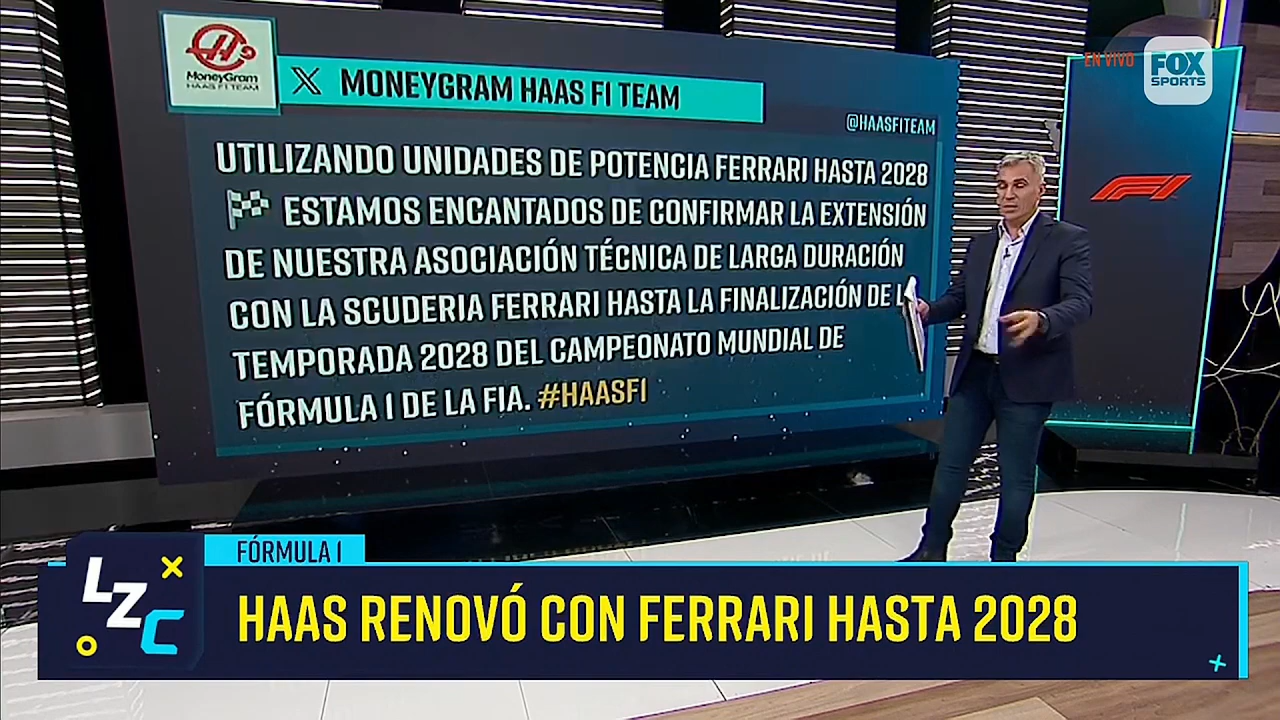 MoneyGram
HAAS F1 TEAM
X MONEYGRAM HAAS F1 TEAM
@HAASF1TEAM
UTILIZANDO UNIDADES DE POTENCIA FERRARI HASTA 2028
ESTAMOS ENCANTADOS DE CONFIRMAR LA EXTENSIÓN
DE NUESTRA ASOCIACIÓN TÉCNICA DE LARGA DURACIÓN
CON LA SCUDERIA FERRARI HASTA LA FINALIZACIÓN DE
TEMPORADA 2028 DEL CAMPEONATO MUNDIAL DE
FÓRMULA 1 DE LA FIA. #HAASF1
EN VIVO
FOX
SPORTS
F1
LZC
FÓRMULA 1
HAAS RENOVÓ CON FERRARI HASTA 2028